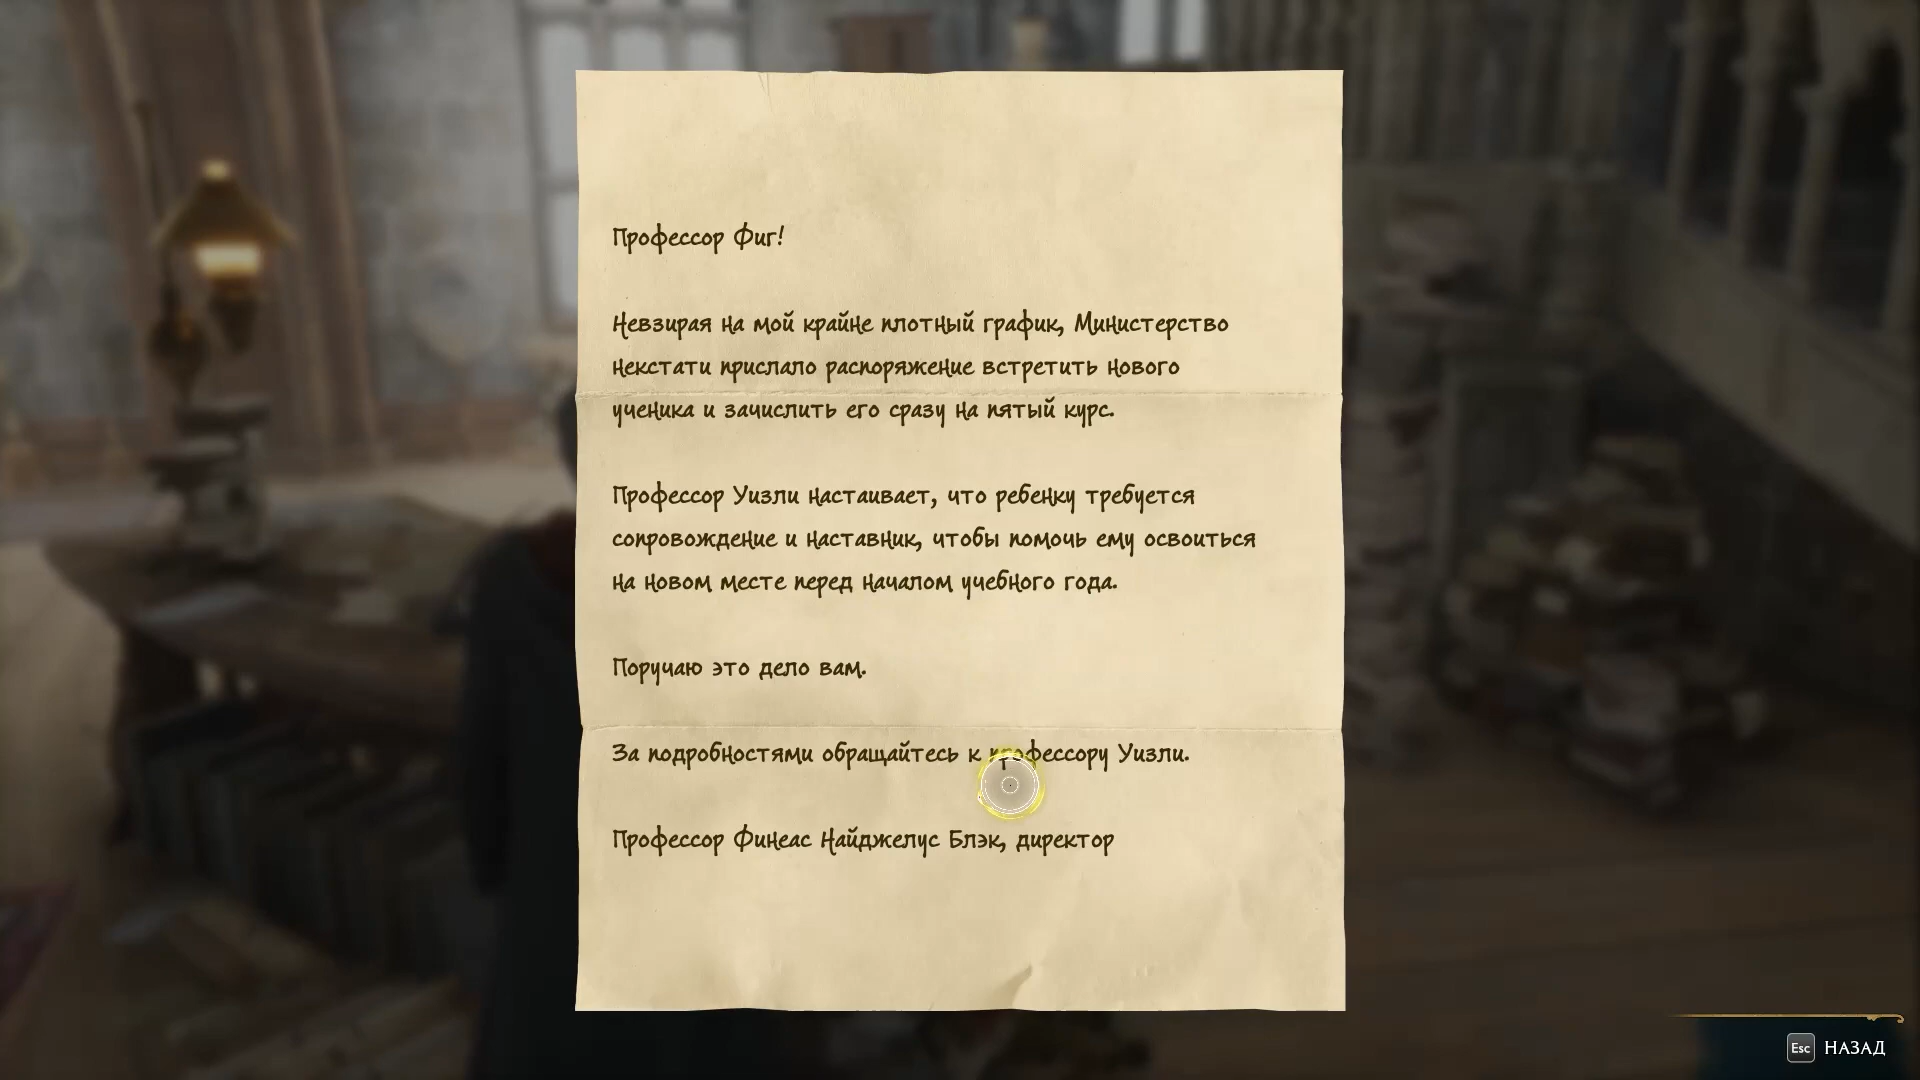 Профессор Фиг!
Невзирая на мой крайне плотный график, Министерство
некстати прислало распоряжение встретить нового
ученика и зачислить его сразу на пятый курс.
Профессор Уизли настаивает, что ребенку требуется
сопровождение и наставник, чтобы помочь ему освоиться
на новом месте перед началом учебного года.
Поручаю это дело вам.
За подробностями обращайтесь к профессору Уизли.
Профессор Финеас Найджелус Блэк, директор
Esc НАЗАД